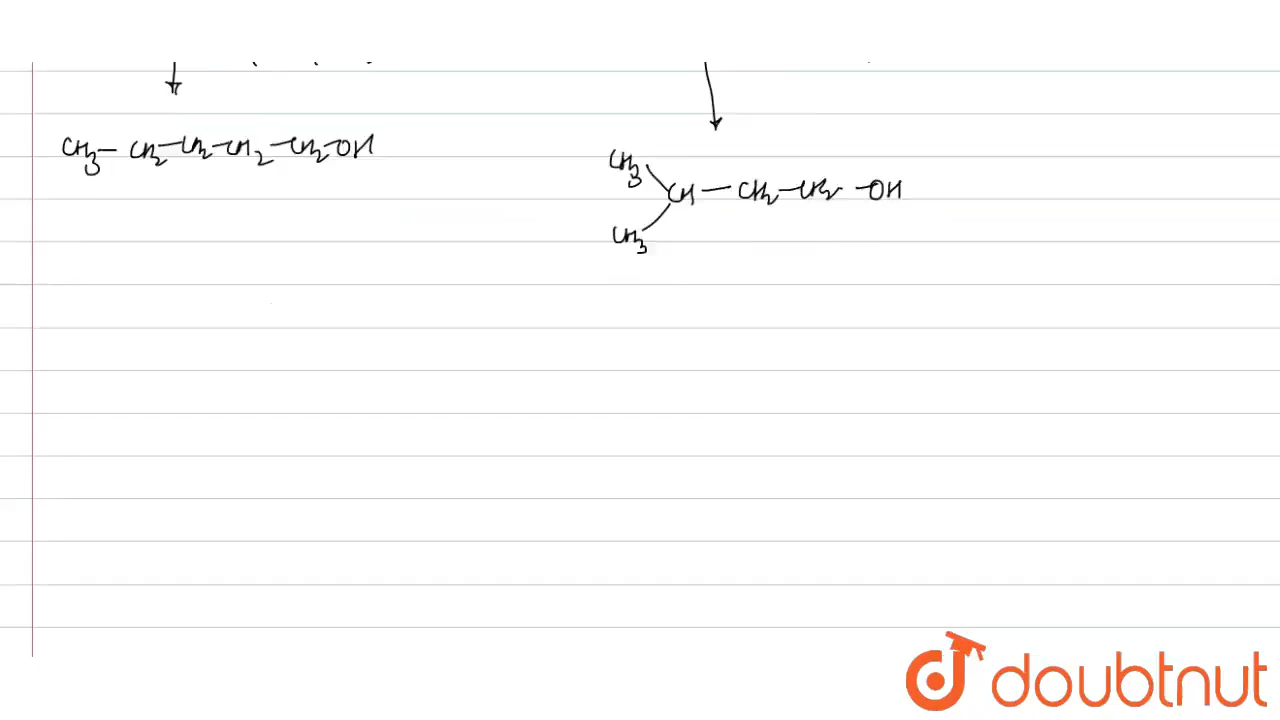 CH3 — CH2 — CH2 — CH2 — CH2 — OH
CH3
CH — CH2 — CH2 — OH
CH3
doubtnut